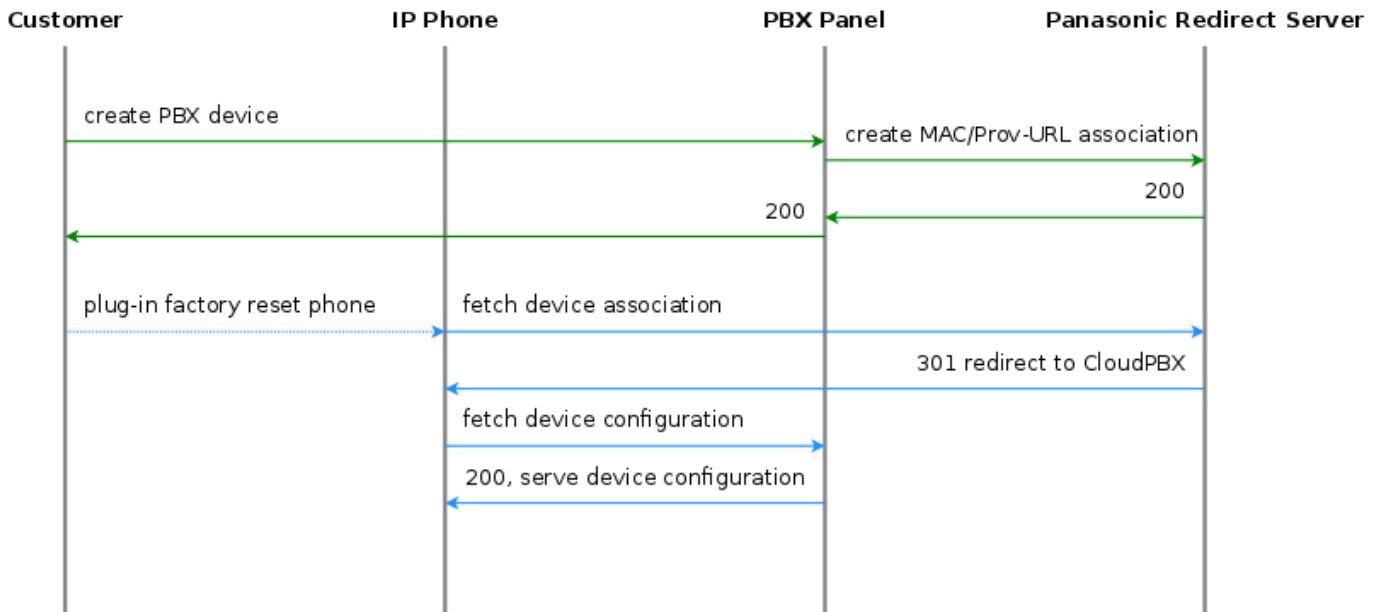 Customer IP Phone PBX Panel Panasonic Redirect Server
create PBX device
create MAC/Prov-URL association
200
200
plug-in factory reset phone fetch device association
301 redirect to CloudPBX
fetch device configuration
200, serve device configuration